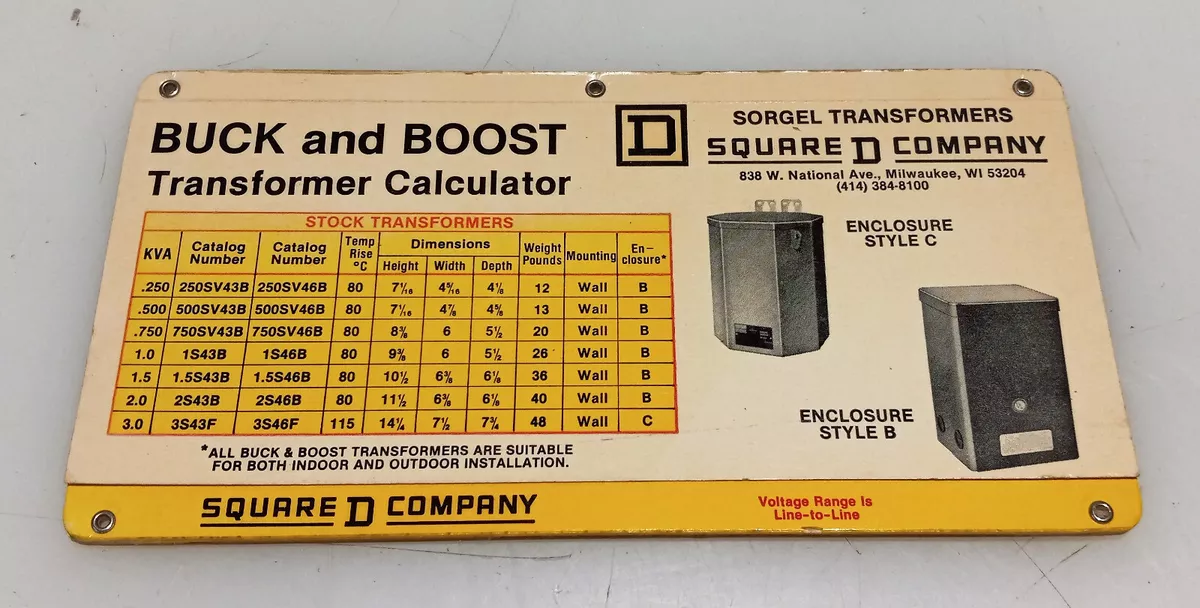 BUCK and BOOST
Transformer Calculator
D
SORGEL TRANSFORMERS
SQUARE D COMPANY
838 W. National Ave., Milwaukee, WI 53204
(414) 384-8100
STOCK TRANSFORMERS
KVA Catalog Number Catalog Number Temp Rise °C Dimensions Height Width Depth Weight Pounds Mounting En-closure*
.250 250SV43B 250SV46B 80 7 1/16 4 5/16 4 1/8 12 Wall B
.500 500SV43B 500SV46B 80 7 1/16 4 7/8 4 5/8 13 Wall B
.750 750SV43B 750SV46B 80 8 3/8 6 5 1/2 20 Wall B
1.0 1S43B 1S46B 80 9 3/8 6 5 1/2 26 Wall B
1.5 1.5S43B 1.5S46B 80 10 1/2 6 3/8 6 1/8 36 Wall B
2.0 2S43B 2S46B 80 11 1/2 6 3/8 6 1/8 40 Wall B
3.0 3S43F 3S46F 115 14 1/4 7 1/2 7 3/4 48 Wall C
*ALL BUCK & BOOST TRANSFORMERS ARE SUITABLE
FOR BOTH INDOOR AND OUTDOOR INSTALLATION.
ENCLOSURE
STYLE C
ENCLOSURE
STYLE B
SQUARE D COMPANY
Voltage Range Is
Line-to-Line